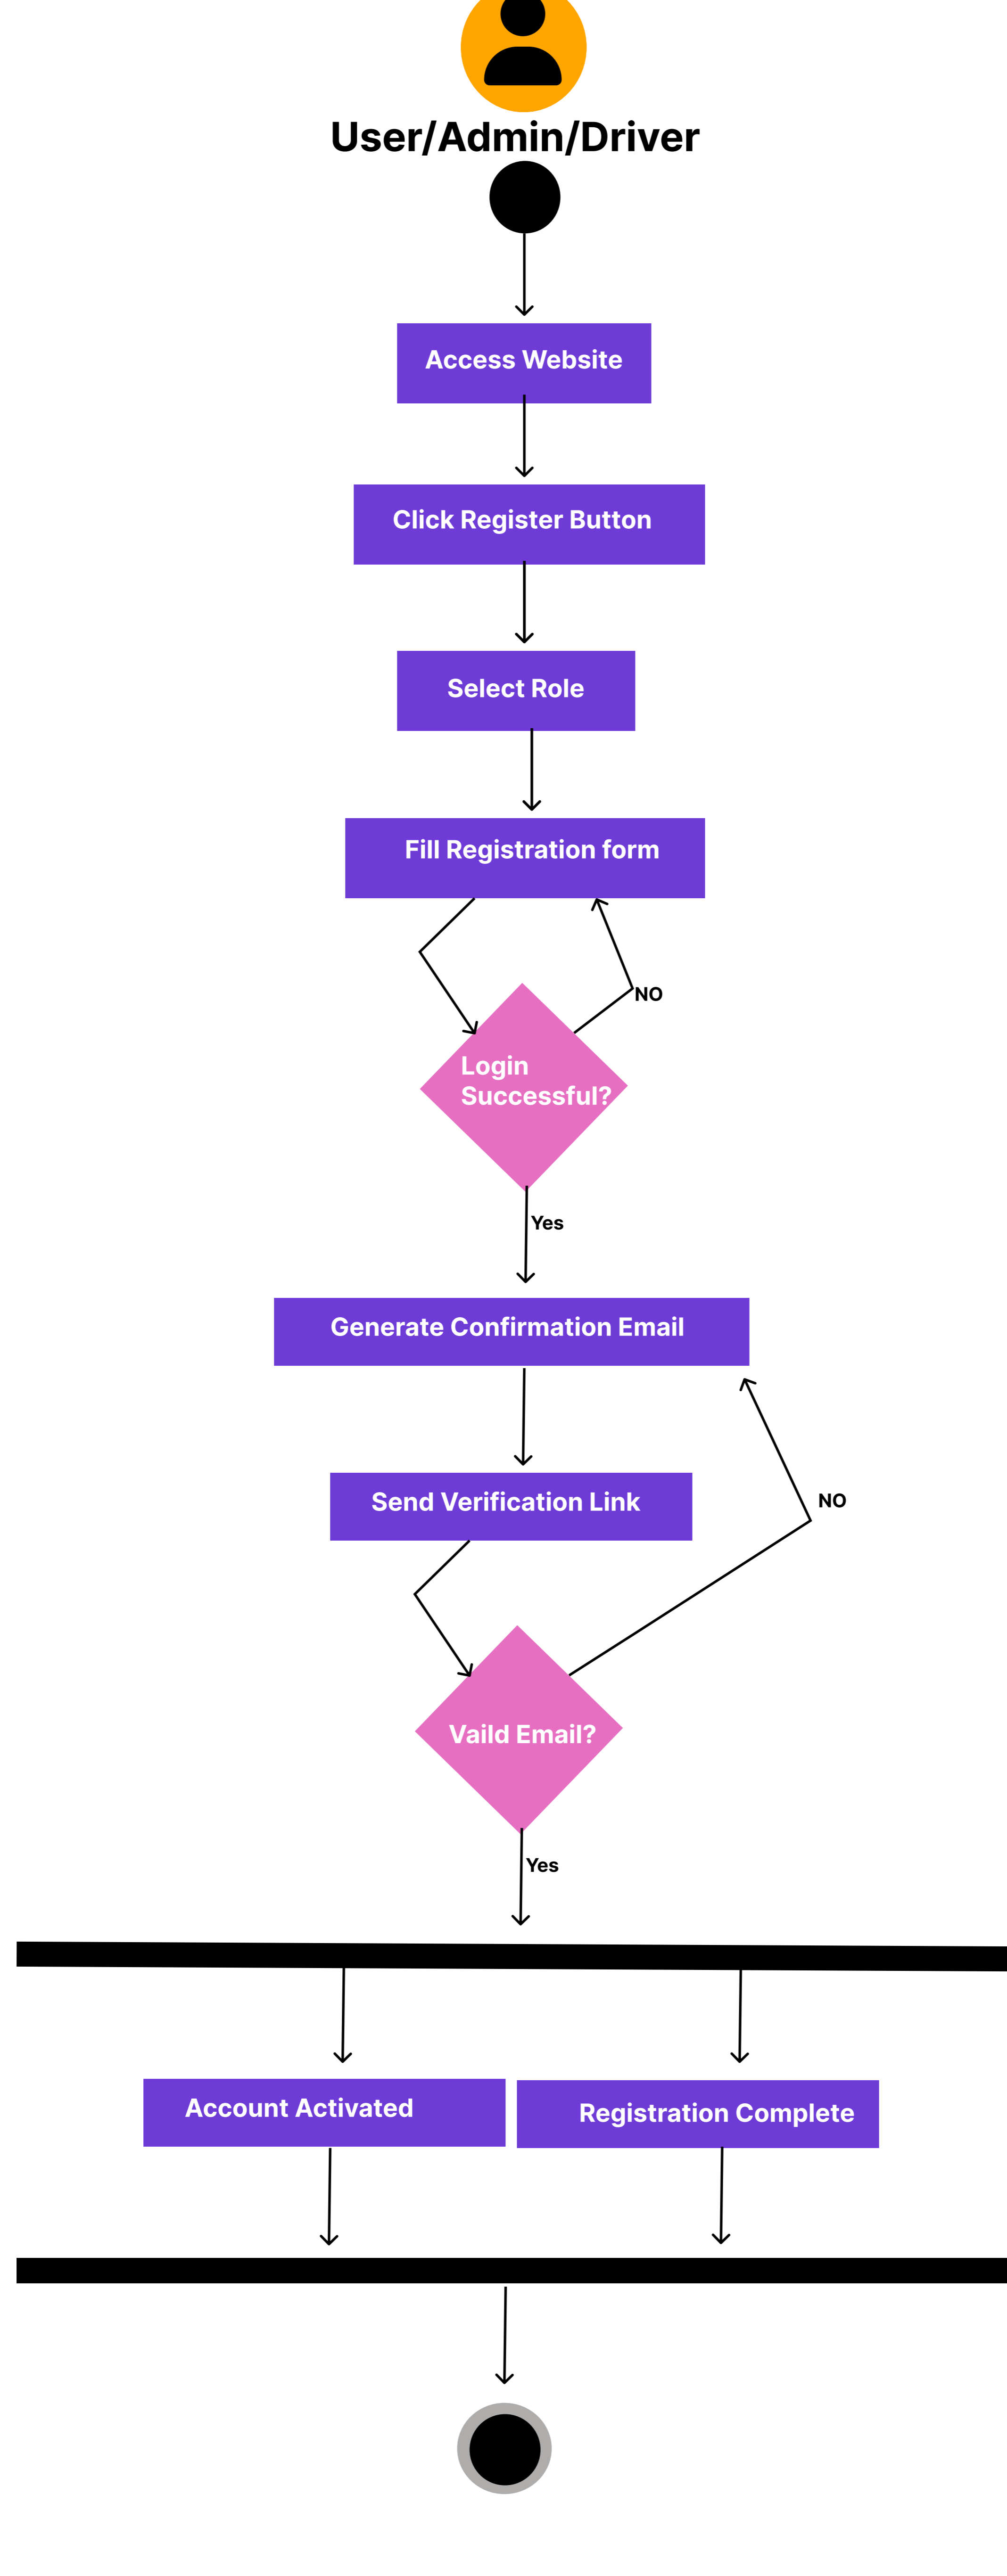 User/Admin/Driver
Access Website
Click Register Button
Select Role
Fill Registration form
NO
Login
Successful?
Yes
Generate Confirmation Email
Send Verification Link
NO
Vaild Email?
Yes
Account Activated
Registration Complete